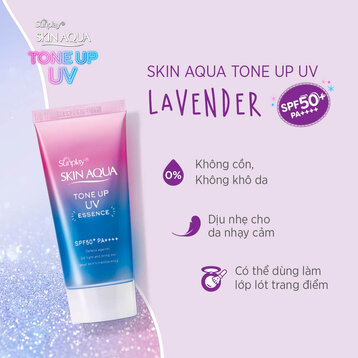 Sunplay
SKIN AQUA
TONE UP
UV
SKIN AQUA TONE UP UV
LAVENDER
SPF50+
PA++++
0%
Không cồn,
Không khô da
Dịu nhẹ cho
da nhạy cảm
Có thể dùng làm
lớp lót trang điểm
Sunplay
SKIN AQUA
TONE UP
UV
ESSENCE
SPF50+ PA++++